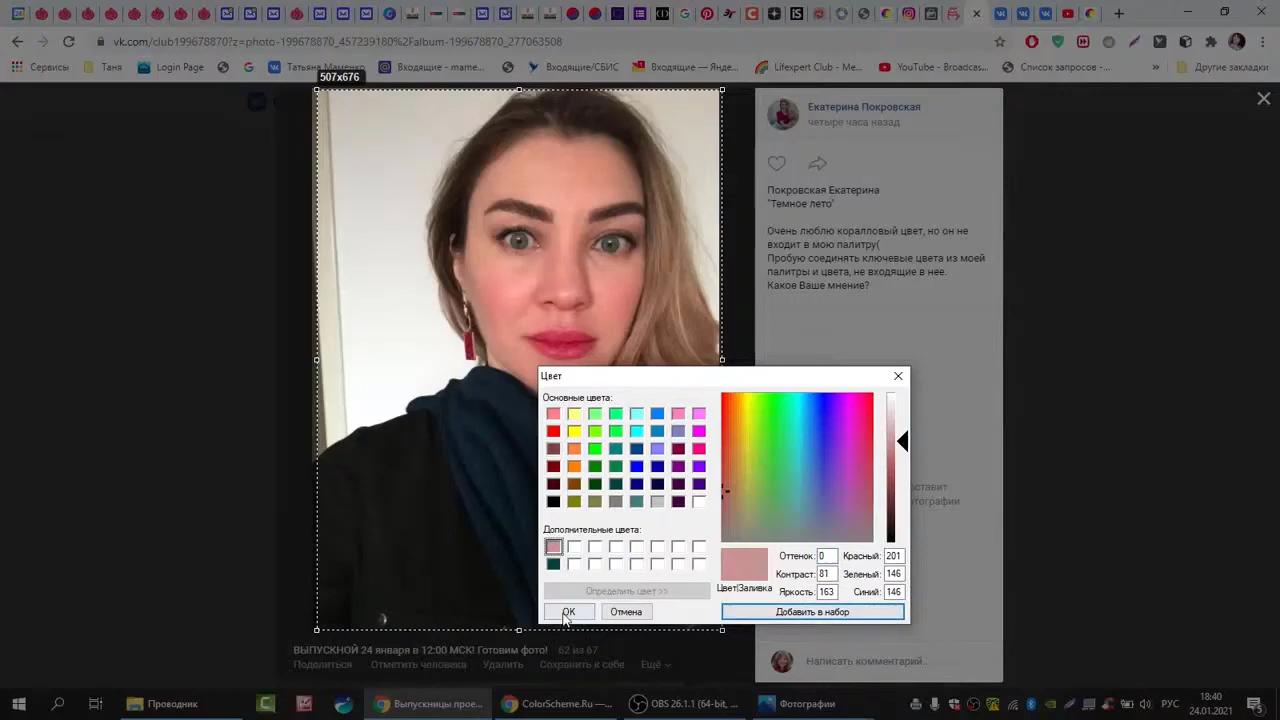 vk.com/club199678870?z=photo-199678870_457239180%2Falbum-199678870_277063508
Сервисы
Таня
Login Page
Татьяна Маменко
Входящие - mame...
Входящие/СБИС
Входящие — Янде...
Lifexpert Club - Me...
YouTube - Broadcas...
Список запросов -...
»
Другие закладки
507x676
Екатерина Покровская
четыре часа назад
Покровская Екатерина
"Темное лето"
Очень люблю коралловый цвет, но он не
входит в мою палитру(
Пробую соединять ключевые цвета из моей
палитры и цвета, не входящие в нее.
Какое Ваше мнение?
Цвет
Основные цвета:
Дополнительные цвета:
Определить цвет >>
OK
Отмена
Цвет|Заливка
Оттенок: 0
Контраст: 81
Яркость: 163
Красный: 201
Зеленый: 146
Синий: 146
Добавить в набор
ВЫПУСКНОЙ 24 января в 12:00 МСК! Готовим фото!
62 из 67
Поделиться
Отметить человека
Удалить
Сохранить к себе
Ещё
Написать комментарий...
Проводник
Выпускницы прое...
ColorScheme.Ru —...
OBS 26.1.1 (64-bit, ...
Фотографии
РУС
18:40
24.01.2021